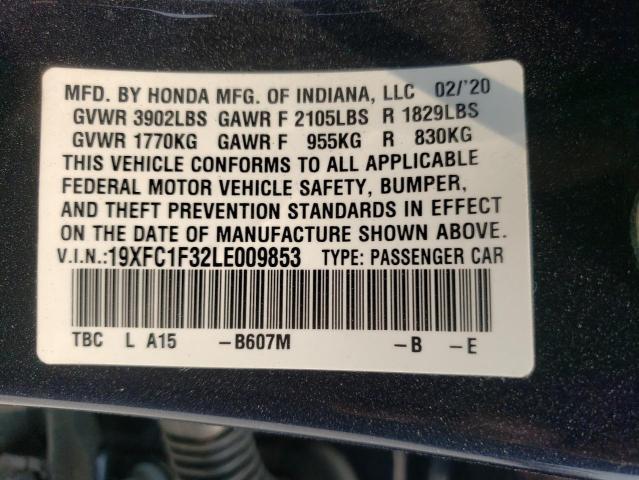 MFD. BY HONDA MFG. OF INDIANA, LLC 02/'20
GVWR 3902LBS GAWR F 2105LBS R 1829LBS
GVWR 1770KG GAWR F 955KG R 830KG
THIS VEHICLE CONFORMS TO ALL APPLICABLE
FEDERAL MOTOR VEHICLE SAFETY, BUMPER,
AND THEFT PREVENTION STANDARDS IN EFFECT
ON THE DATE OF MANUFACTURE SHOWN ABOVE.
V.I.N.:19XFC1F32LE009853 TYPE: PASSENGER CAR
TBC L A15 -B607M -B -E